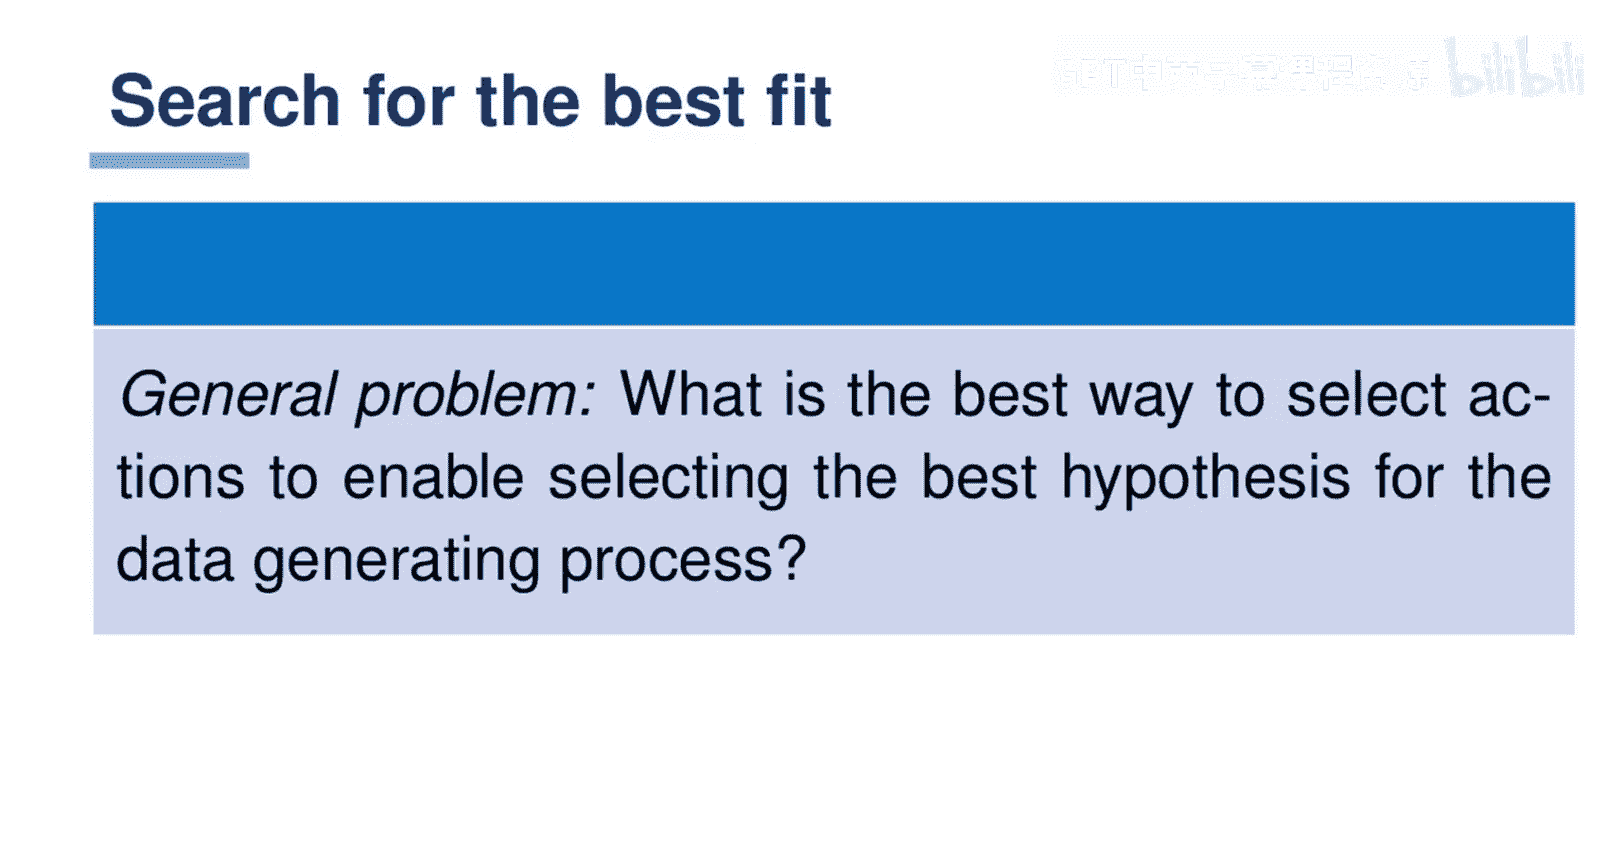 Search for the best fit
General problem: What is the best way to select ac-
tions to enable selecting the best hypothesis for the
data generating process?
bilibili